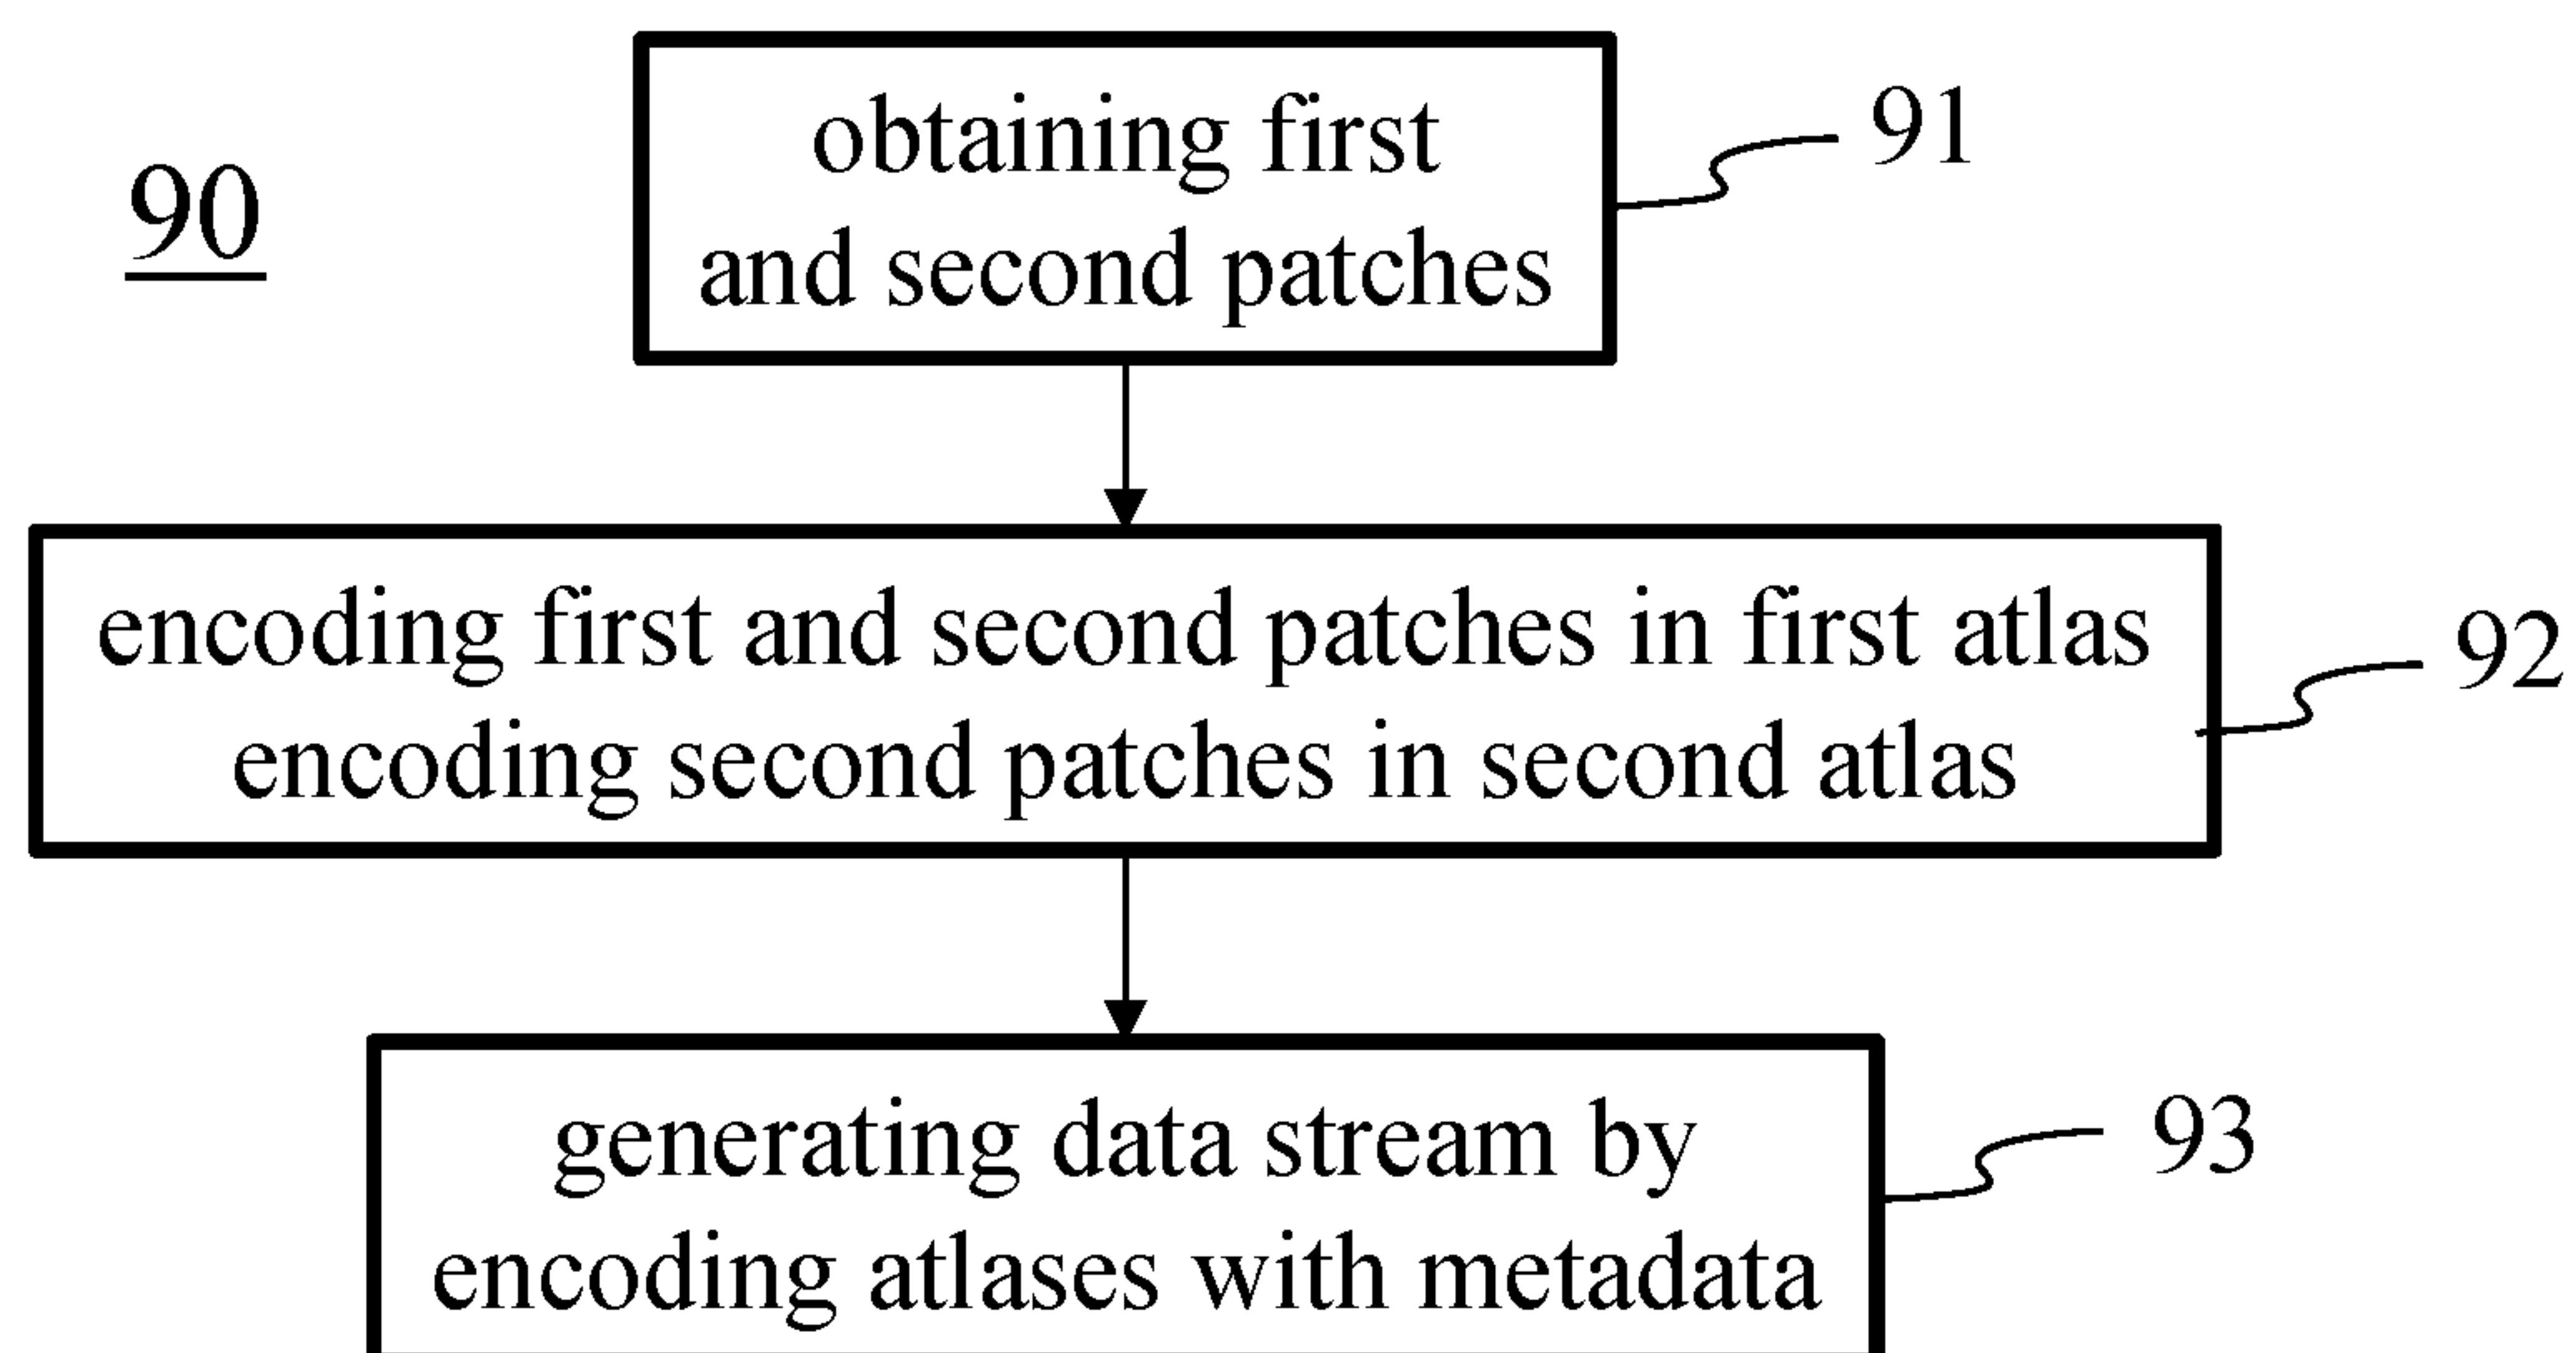 90
obtaining first
and second patches
91
encoding first and second patches in first atlas
encoding second patches in second atlas
92
generating data stream by
encoding atlases with metadata
93